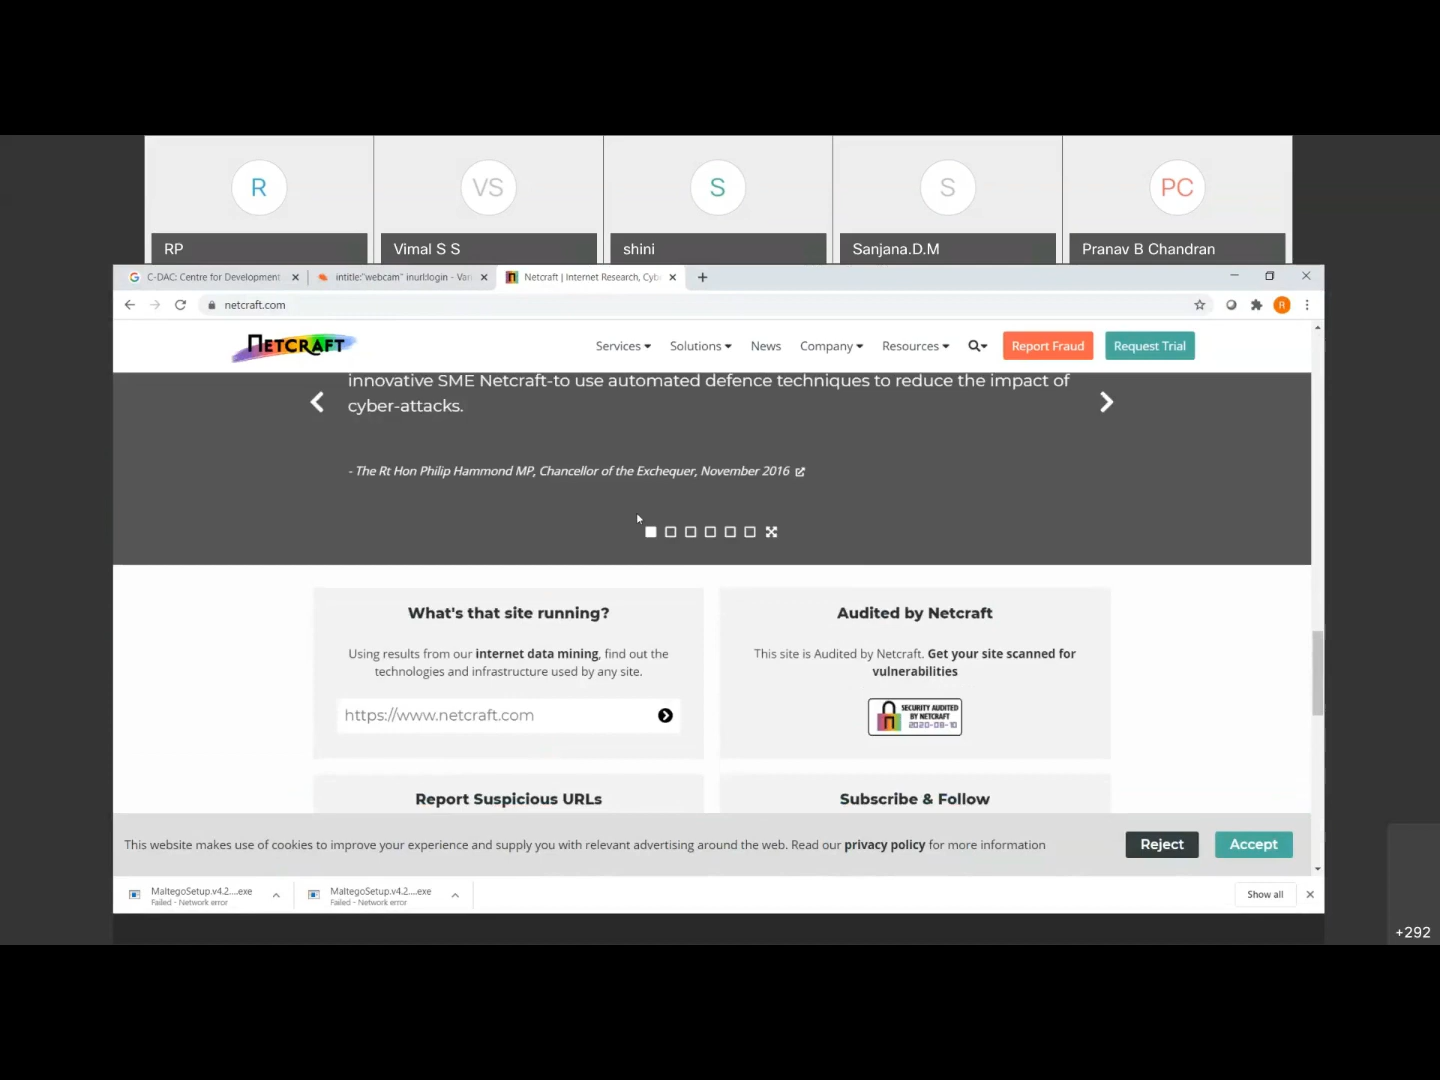 R
VS
S
S
PC
RP
Vimal S S
shini
Sanjana.D.M
Pranav B Chandran
C-DAC: Centre for Development
intitle:"webcam" inurl:login - Var
Netcraft | Internet Research, Cyb
netcraft.com
R
NETCRAFT
Services
Solutions
News
Company
Resources
Report Fraud
Request Trial
innovative SME Netcraft-to use automated defence techniques to reduce the impact of
cyber-attacks.
- The Rt Hon Philip Hammond MP, Chancellor of the Exchequer, November 2016
What's that site running?
Using results from our internet data mining, find out the
technologies and infrastructure used by any site.
https://www.netcraft.com
Audited by Netcraft
This site is Audited by Netcraft. Get your site scanned for
vulnerabilities
SECURITY AUDITED
BY NETCRAFT
2020-08-10
Report Suspicious URLs
Subscribe & Follow
This website makes use of cookies to improve your experience and supply you with relevant advertising around the web. Read our privacy policy for more information
Reject
Accept
MaltegoSetup.v4.2....exe
Failed - Network error
MaltegoSetup.v4.2....exe
Failed - Network error
Show all
+292